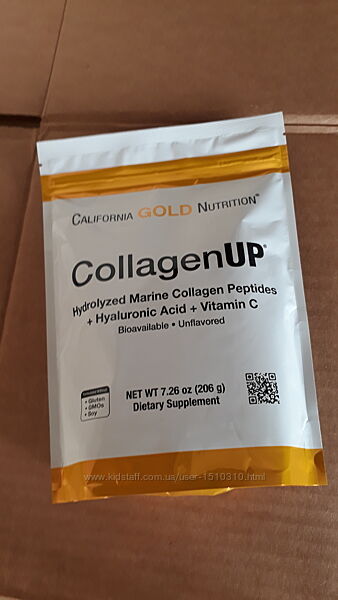 CALIFORNIA GOLD NUTRITION™
CollagenUP®
Hydrolyzed Marine Collagen Peptides
+ Hyaluronic Acid + Vitamin C
Bioavailable • Unflavored
• Gluten
• GMOs
• Soy
NET WT 7.26 oz (206 g)
Dietary Supplement
www.kidstaff.com.ua/user-1510310.html